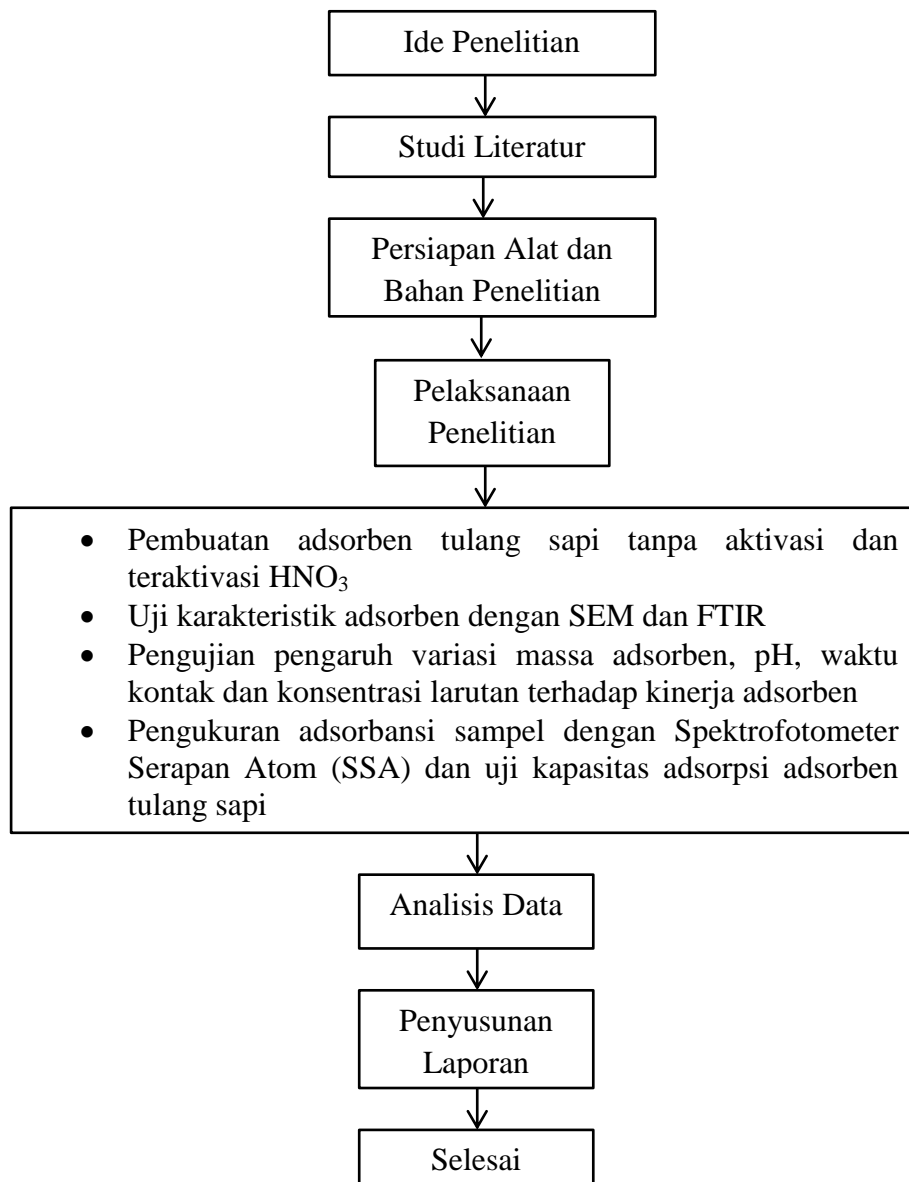 Ide Penelitian
Studi Literatur
Persiapan Alat dan
Bahan Penelitian
Pelaksanaan
Penelitian
• Pembuatan adsorben tulang sapi tanpa aktivasi dan
teraktivasi HNO₃
• Uji karakteristik adsorben dengan SEM dan FTIR
• Pengujian pengaruh variasi massa adsorben, pH, waktu
kontak dan konsentrasi larutan terhadap kinerja adsorben
• Pengukuran adsorbansi sampel dengan Spektrofotometer
Serapan Atom (SSA) dan uji kapasitas adsorpsi adsorben
tulang sapi
Analisis Data
Penyusunan
Laporan
Selesai